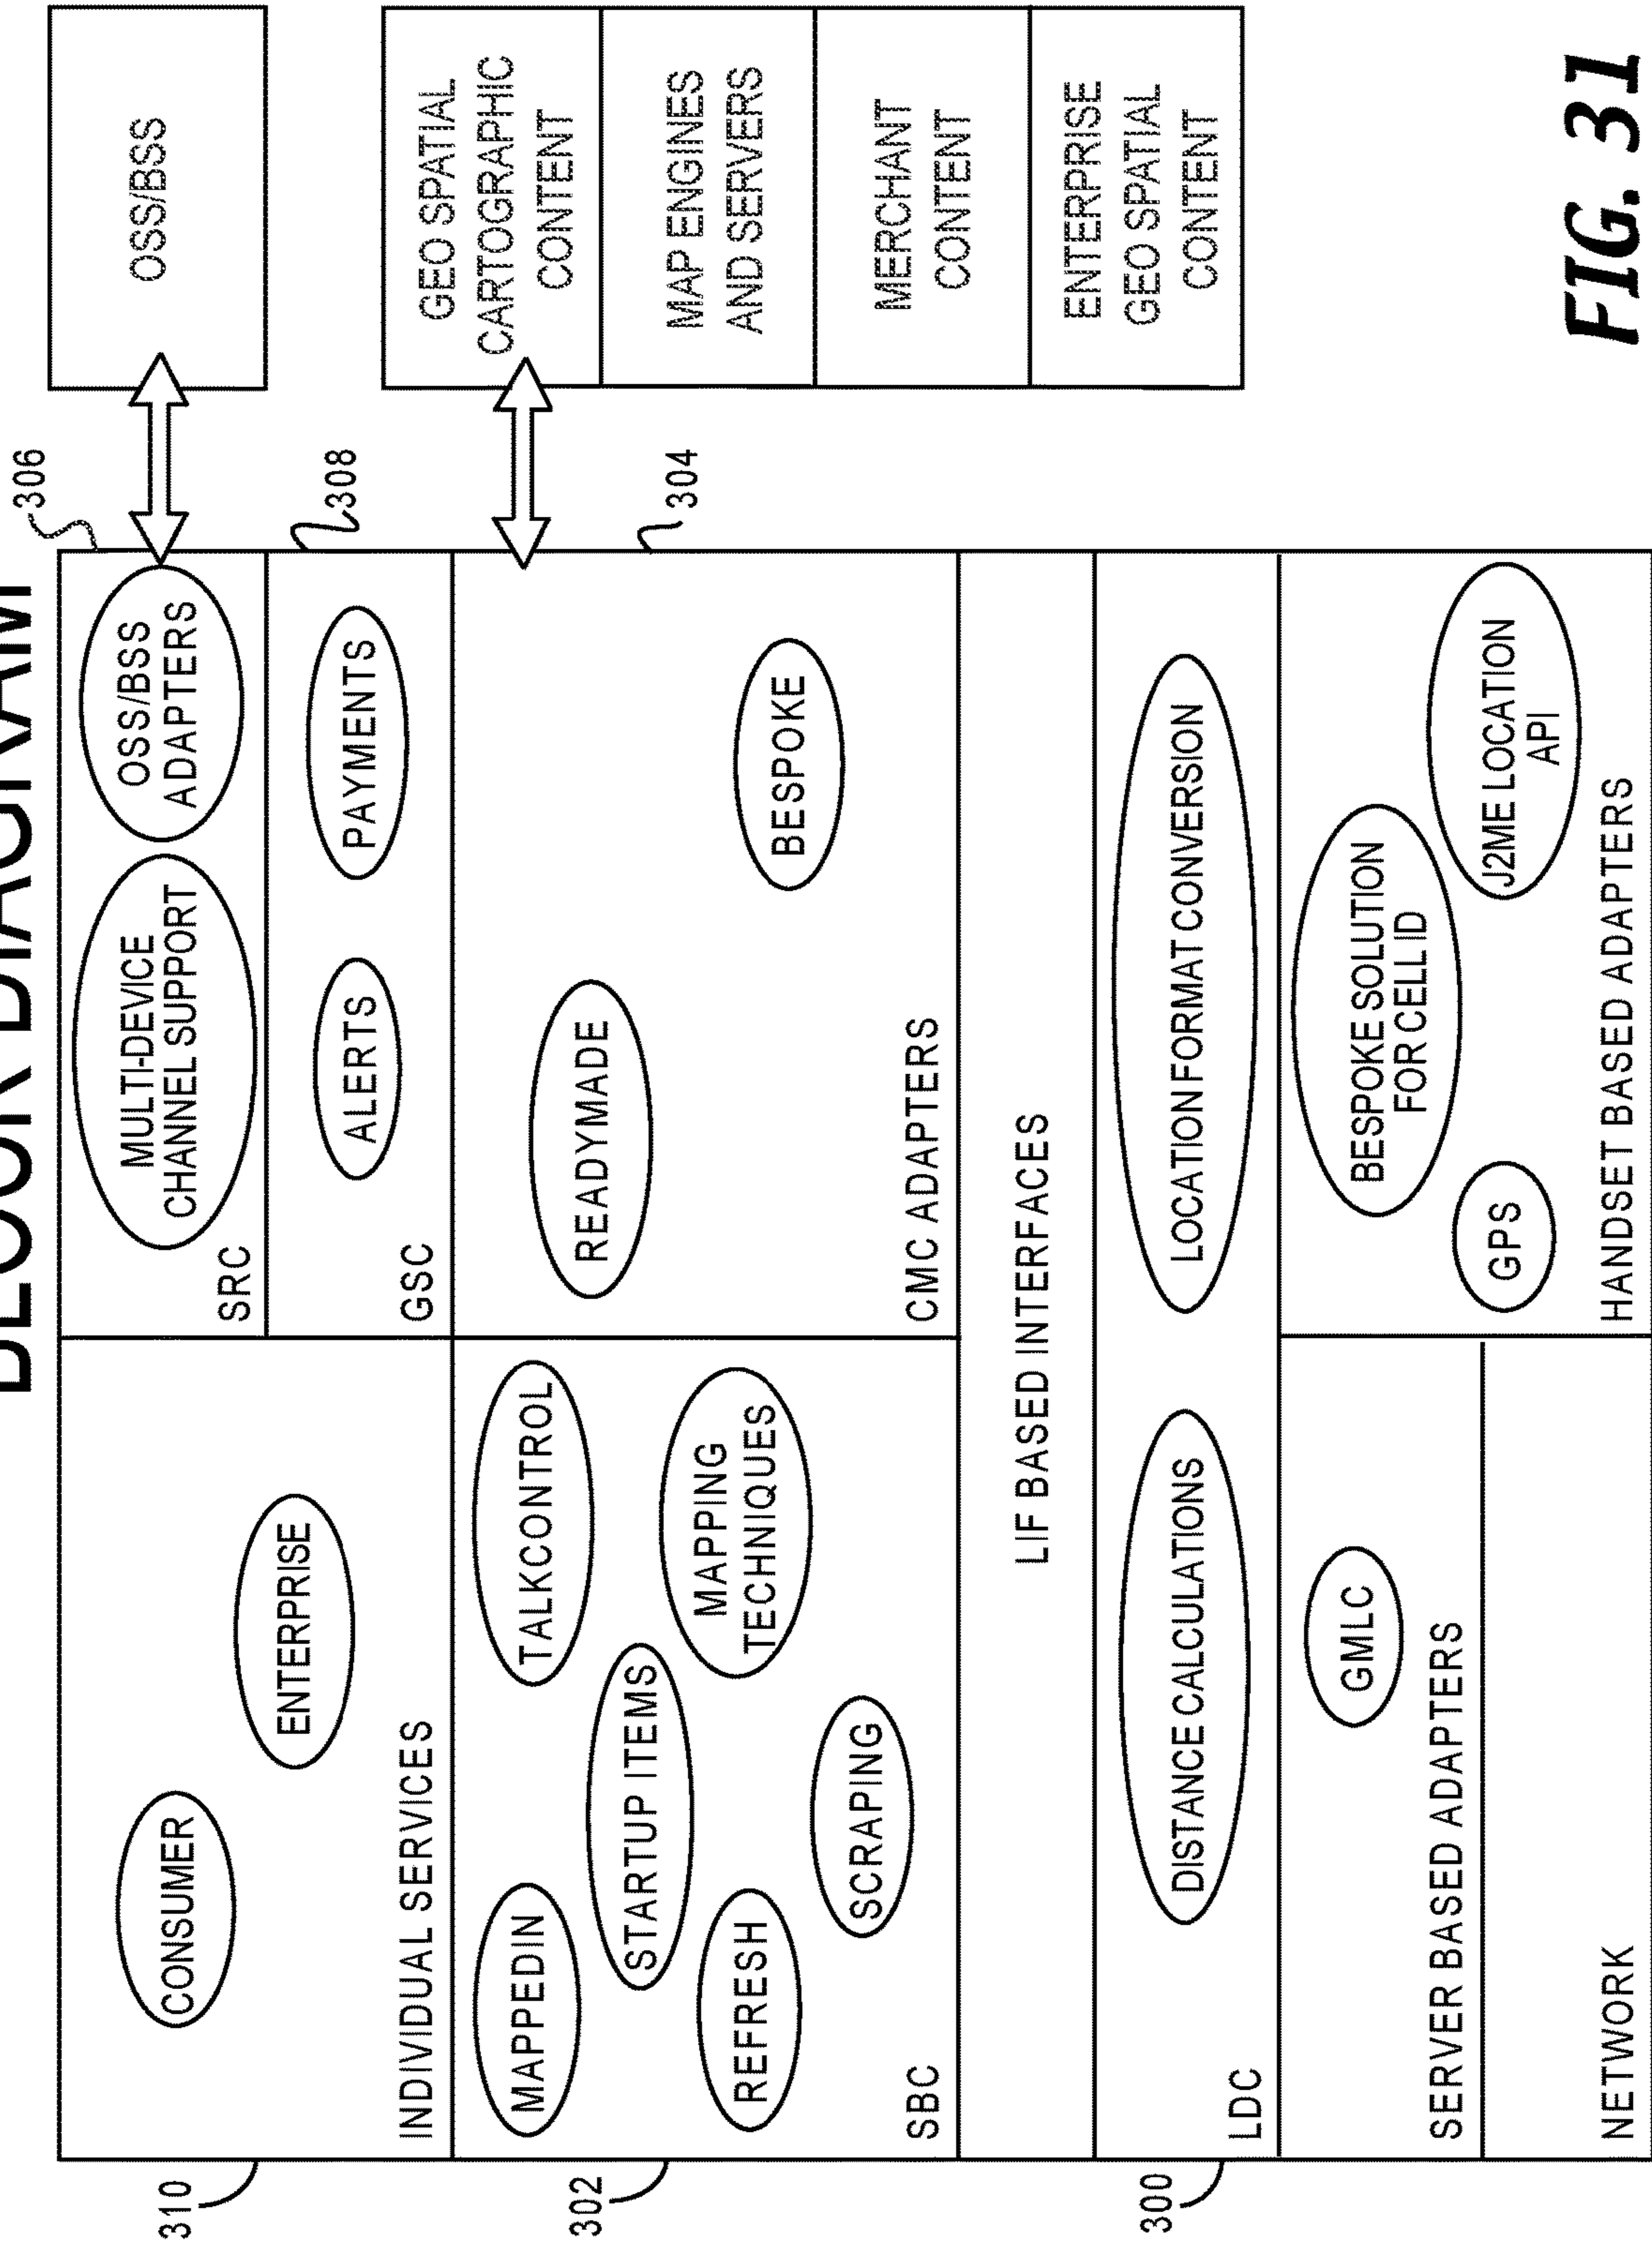 BLOCK DIAGRAM
310
CONSUMER
ENTERPRISE
INDIVIDUAL SERVICES
MULTI-DEVICE
CHANNEL SUPPORT
OSS/BSS
ADAPTERS
SRC
306
OSS/BSS
ALERTS
PAYMENTS
GSC
308
302
MAPPEDIN
TALKCONTROL
STARTUP ITEMS
REFRESH
MAPPING
TECHNIQUES
SCRAPING
SBC
READYMADE
BESPOKE
CMC ADAPTERS
304
GEO SPATIAL
CARTOGRAPHIC
CONTENT
MAP ENGINES
AND SERVERS
MERCHANT
CONTENT
ENTERPRISE
GEO SPATIAL
CONTENT
LIF BASED INTERFACES
300
DISTANCE CALCULATIONS
LOCATION FORMAT CONVERSION
LDC
GMLC
SERVER BASED ADAPTERS
NETWORK
BESPOKE SOLUTION
FOR CELL ID
GPS
J2ME LOCATION
API
HANDSET BASED ADAPTERS
FIG. 31